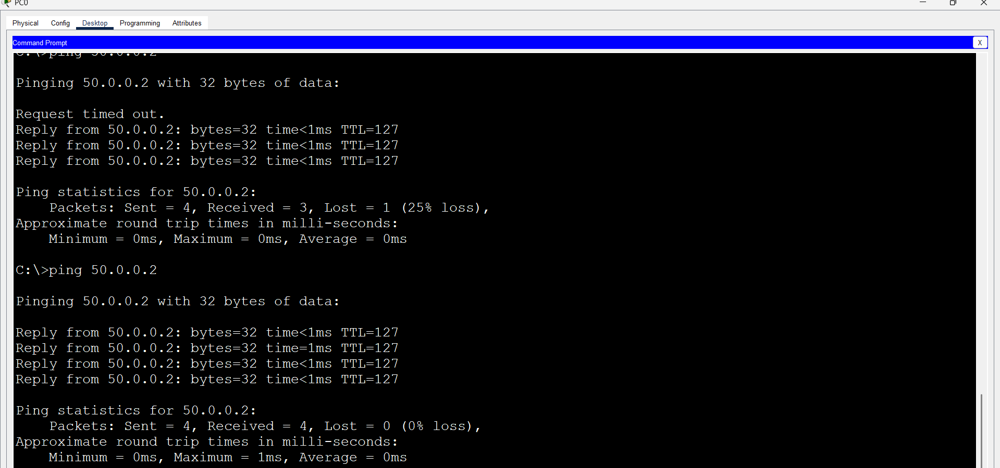 PC0
Physical Config Desktop Programming Attributes
Command Prompt
X
C:\>ping 50.0.0.2
Pinging 50.0.0.2 with 32 bytes of data:
Request timed out.
Reply from 50.0.0.2: bytes=32 time<1ms TTL=127
Reply from 50.0.0.2: bytes=32 time<1ms TTL=127
Reply from 50.0.0.2: bytes=32 time<1ms TTL=127
Ping statistics for 50.0.0.2:
    Packets: Sent = 4, Received = 3, Lost = 1 (25% loss),
Approximate round trip times in milli-seconds:
    Minimum = 0ms, Maximum = 0ms, Average = 0ms
C:\>ping 50.0.0.2
Pinging 50.0.0.2 with 32 bytes of data:
Reply from 50.0.0.2: bytes=32 time<1ms TTL=127
Reply from 50.0.0.2: bytes=32 time=1ms TTL=127
Reply from 50.0.0.2: bytes=32 time<1ms TTL=127
Reply from 50.0.0.2: bytes=32 time<1ms TTL=127
Ping statistics for 50.0.0.2:
    Packets: Sent = 4, Received = 4, Lost = 0 (0% loss),
Approximate round trip times in milli-seconds:
    Minimum = 0ms, Maximum = 1ms, Average = 0ms